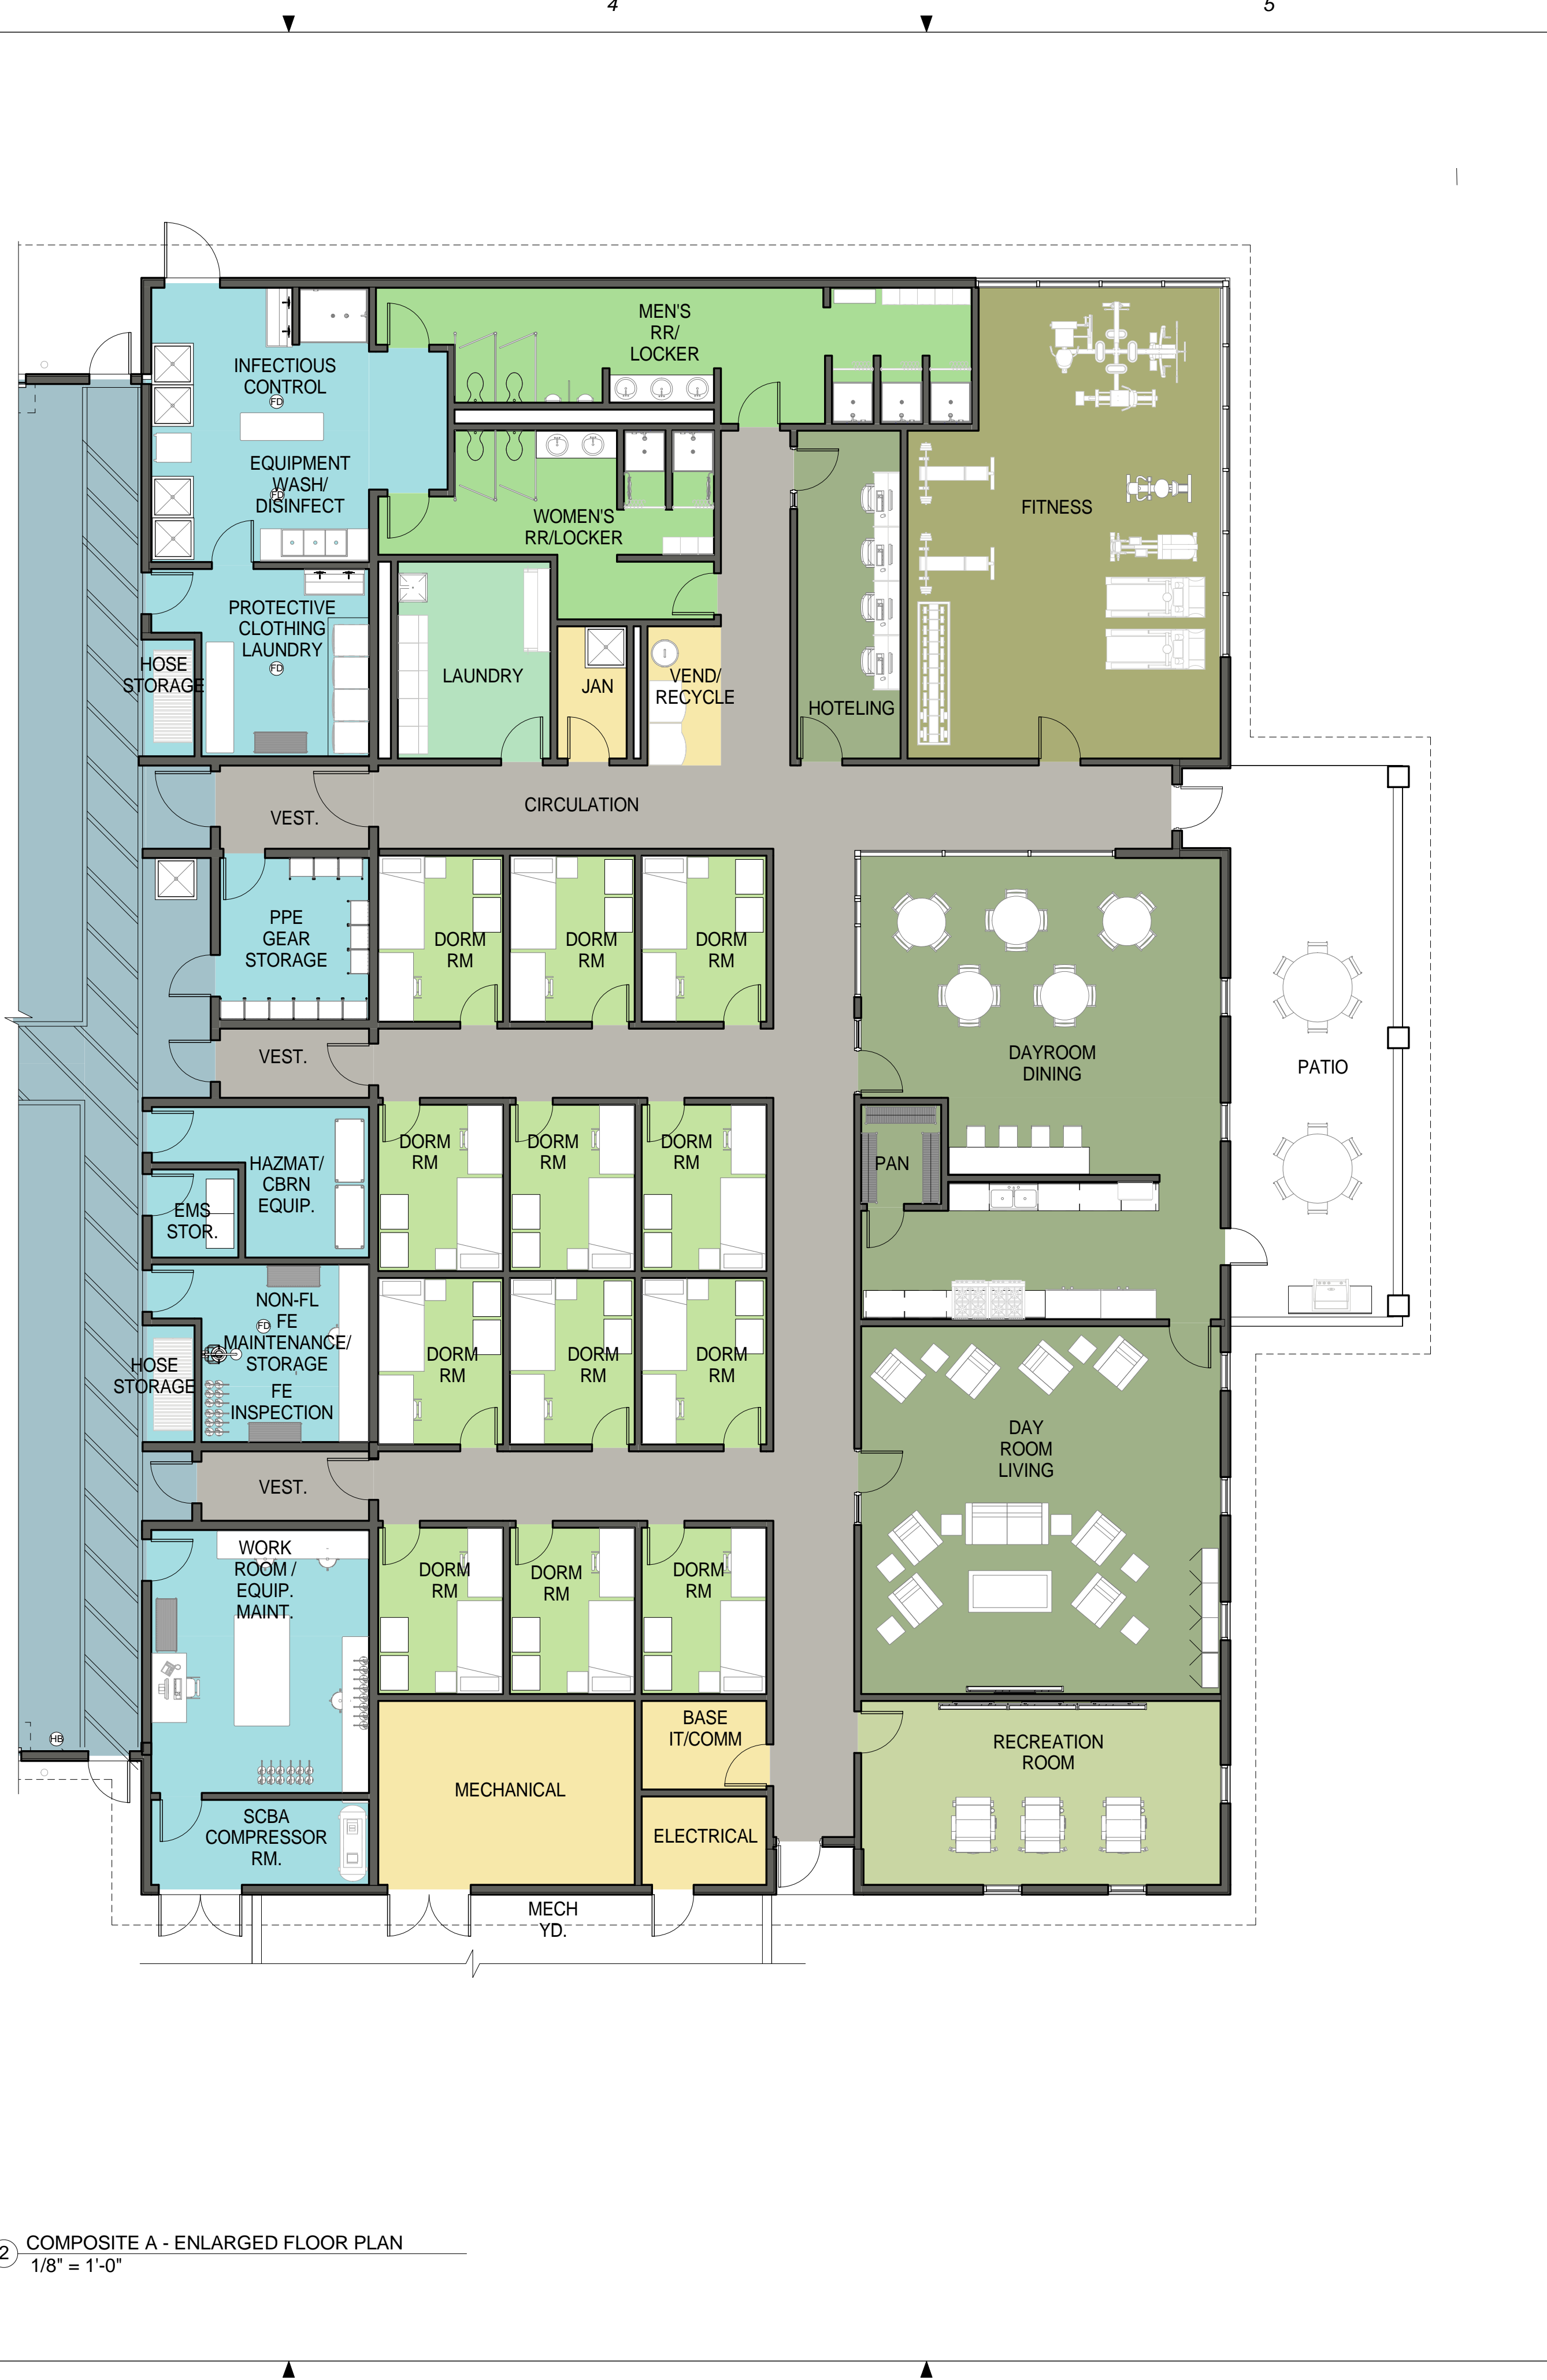 4
5
MEN'S
RR/
LOCKER
INFECTIOUS
CONTROL
FD
EQUIPMENT
WASH/
DISINFECT
FD
WOMEN'S
RR/LOCKER
FITNESS
PROTECTIVE
CLOTHING
LAUNDRY
FD
HOSE
STORAGE
LAUNDRY
JAN
VEND/
RECYCLE
HOTELING
VEST.
CIRCULATION
PPE
GEAR
STORAGE
DORM
RM
DORM
RM
DORM
RM
VEST.
DAYROOM
DINING
PATIO
HAZMAT/
CBRN
EQUIP.
DORM
RM
DORM
RM
DORM
RM
PAN
EMS
STOR.
NON-FL
FE
FD
MAINTENANCE/
STORAGE
HOSE
STORAGE
FE
INSPECTION
DORM
RM
DORM
RM
DORM
RM
DAY
ROOM
LIVING
VEST.
WORK
ROOM /
EQUIP.
MAINT.
DORM
RM
DORM
RM
DORM
RM
HB
BASE
IT/COMM
RECREATION
ROOM
MECHANICAL
SCBA
COMPRESSOR
RM.
ELECTRICAL
MECH
YD.
2
COMPOSITE A - ENLARGED FLOOR PLAN
1/8" = 1'-0"